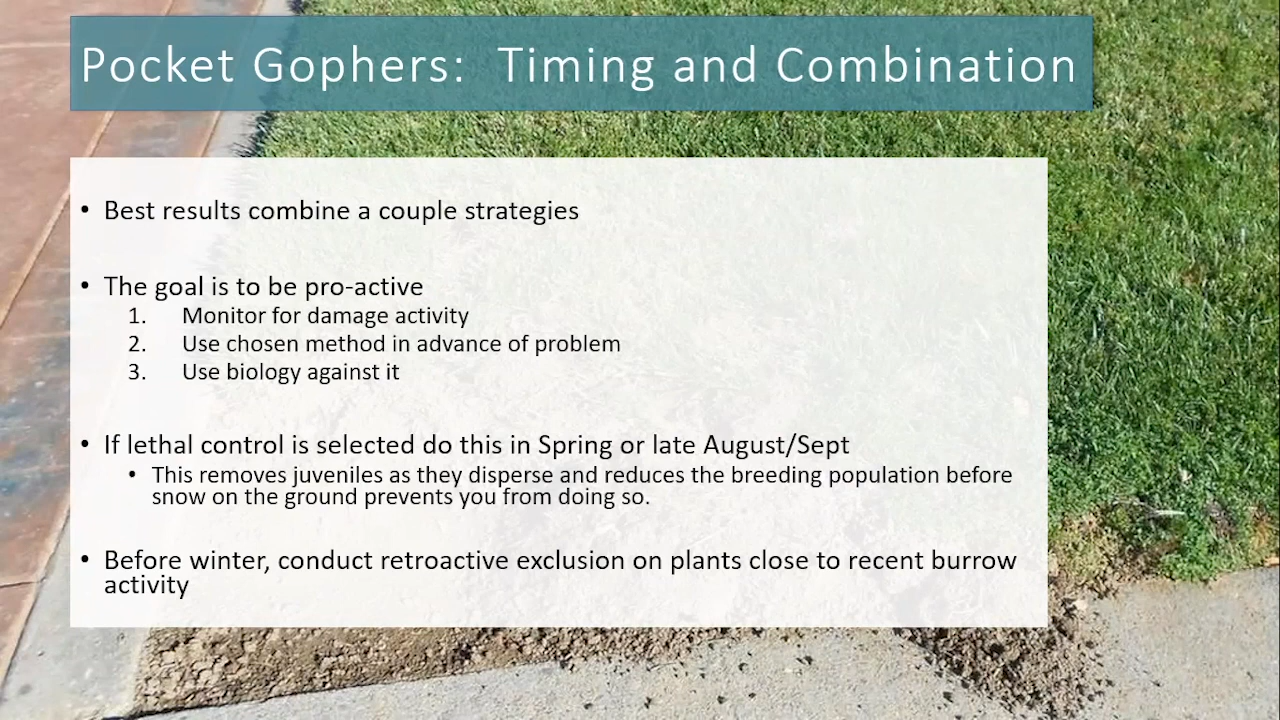 Pocket Gophers:  Timing and Combination
• Best results combine a couple strategies
• The goal is to be pro-active
1. Monitor for damage activity
2. Use chosen method in advance of problem
3. Use biology against it
• If lethal control is selected do this in Spring or late August/Sept
• This removes juveniles as they disperse and reduces the breeding population before
snow on the ground prevents you from doing so.
• Before winter, conduct retroactive exclusion on plants close to recent burrow
activity